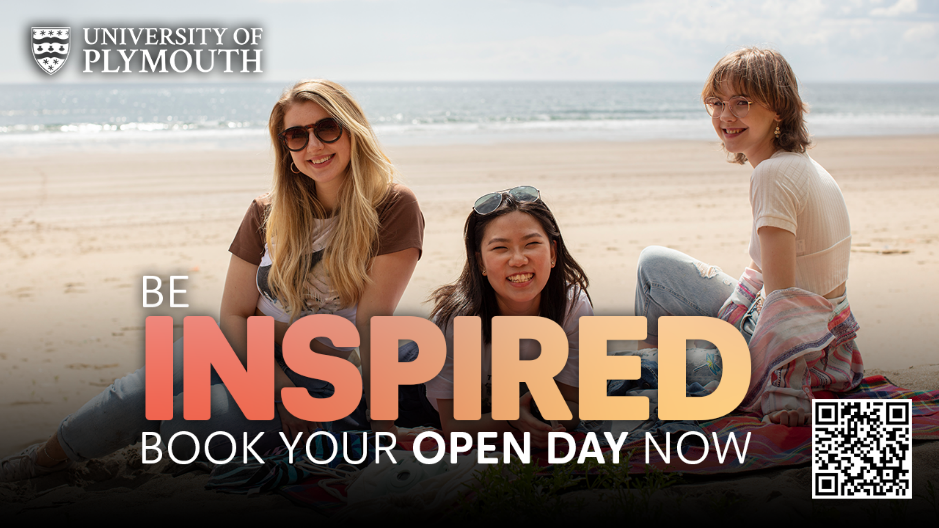 UNIVERSITY OF
PLYMOUTH
BE
INSPIRED
BOOK YOUR OPEN DAY NOW